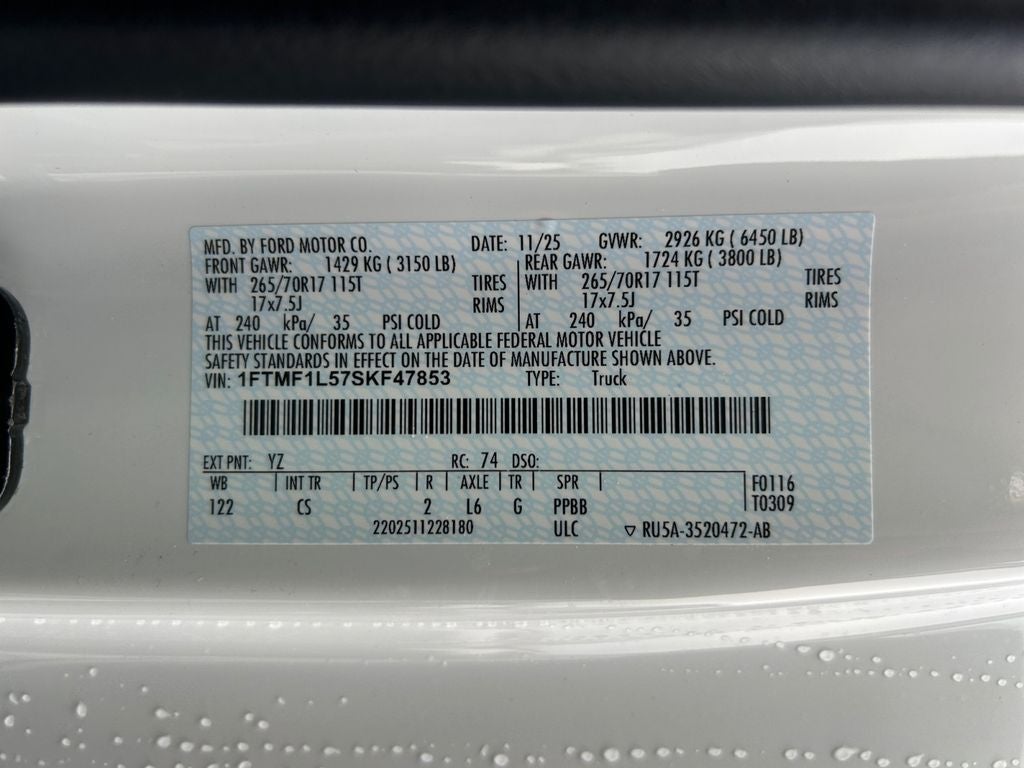 MFD. BY FORD MOTOR CO. DATE: 11/25 GVWR: 2926 KG ( 6450 LB)
FRONT GAWR: 1429 KG ( 3150 LB) REAR GAWR: 1724 KG ( 3800 LB)
WITH 265/70R17 115T TIRES WITH 265/70R17 115T TIRES
17x7.5J RIMS 17x7.5J RIMS
AT 240 kPa/ 35 PSI COLD AT 240 kPa/ 35 PSI COLD
THIS VEHICLE CONFORMS TO ALL APPLICABLE FEDERAL MOTOR VEHICLE
SAFETY STANDARDS IN EFFECT ON THE DATE OF MANUFACTURE SHOWN ABOVE.
VIN: 1FTMF1L57SKF47853 TYPE: Truck
EXT PNT: YZ RC: 74 DSO:
WB INT TR TP/PS R AXLE TR SPR F0116
122 CS 2 L6 G PPBB T0309
2202511228180 ULC ▽ RU5A-3520472-AB